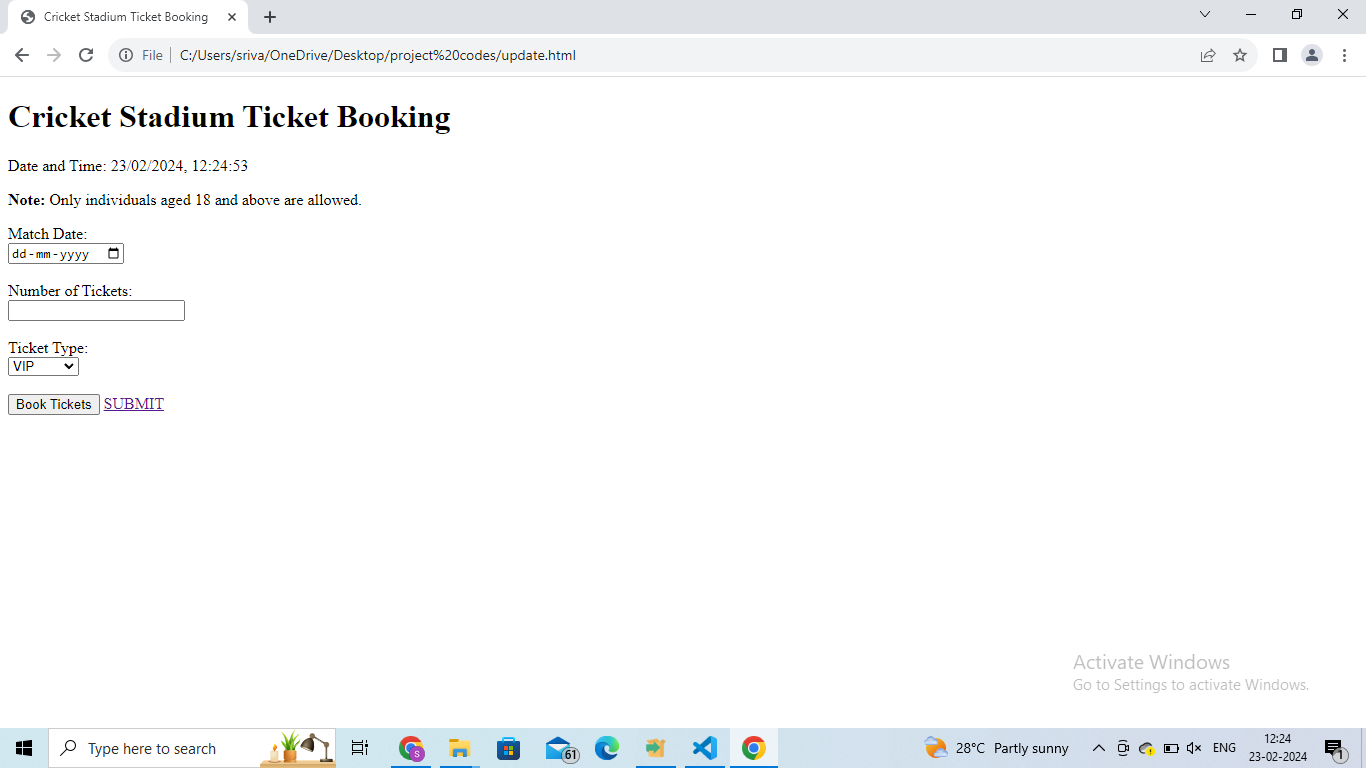 Cricket Stadium Ticket Booking
File
C:/Users/sriva/OneDrive/Desktop/project%20codes/update.html
Cricket Stadium Ticket Booking
Date and Time: 23/02/2024, 12:24:53
Note: Only individuals aged 18 and above are allowed.
Match Date:
dd-mm-yyyy
Number of Tickets:
Ticket Type:
VIP
Book Tickets SUBMIT
Activate Windows
Go to Settings to activate Windows.
Type here to search
S
61
28°C Partly sunny
ENG
12:24
23-02-2024
1